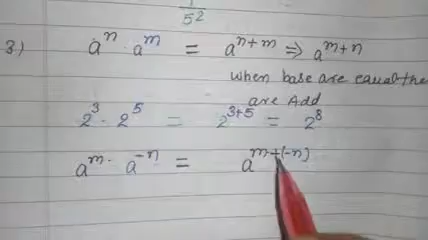 1
5²
3) aⁿ · aᵐ = aⁿ⁺ᵐ ⇒ aᵐ⁺ⁿ
when base are equal the
are Add
2³ · 2⁵ = 2³⁺⁵ = 2⁸
aᵐ · a⁻ⁿ = aᵐ⁺⁽⁻ⁿ⁾